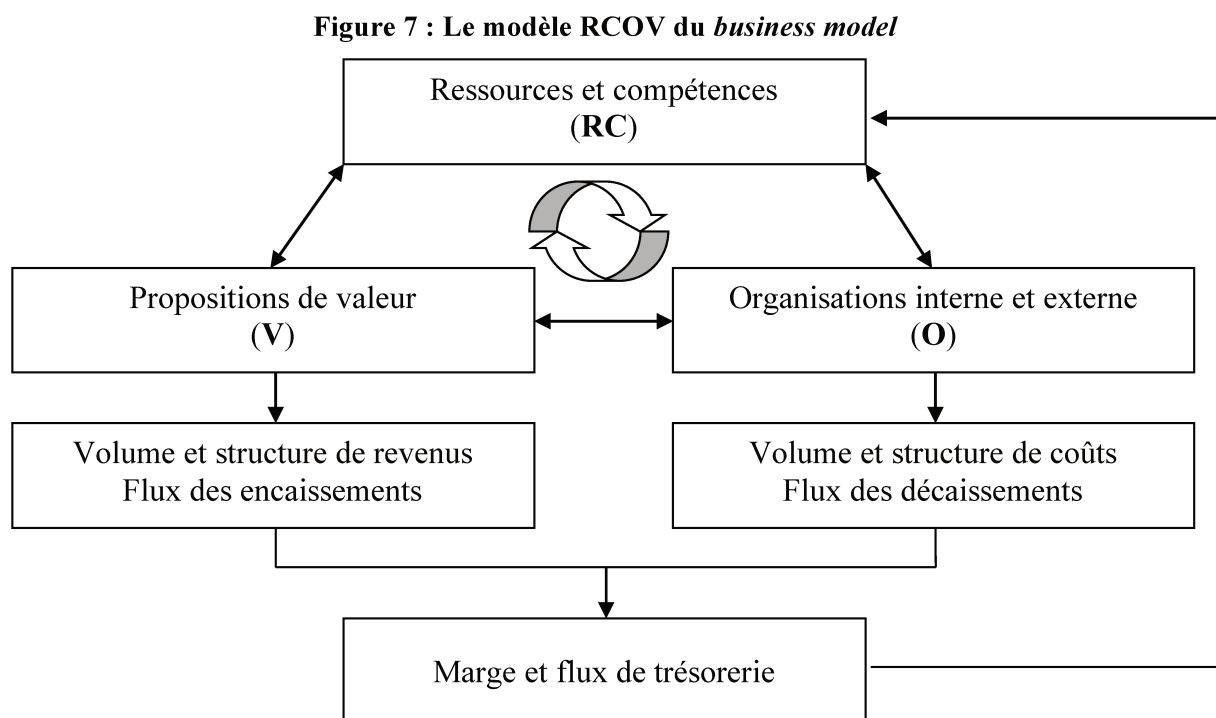 Figure 7 : Le modèle RCOV du business model
Ressources et compétences
(RC)
Propositions de valeur
(V)
Organisations interne et externe
(O)
Volume et structure de revenus
Flux des encaissements
Volume et structure de coûts
Flux des décaissements
Marge et flux de trésorerie